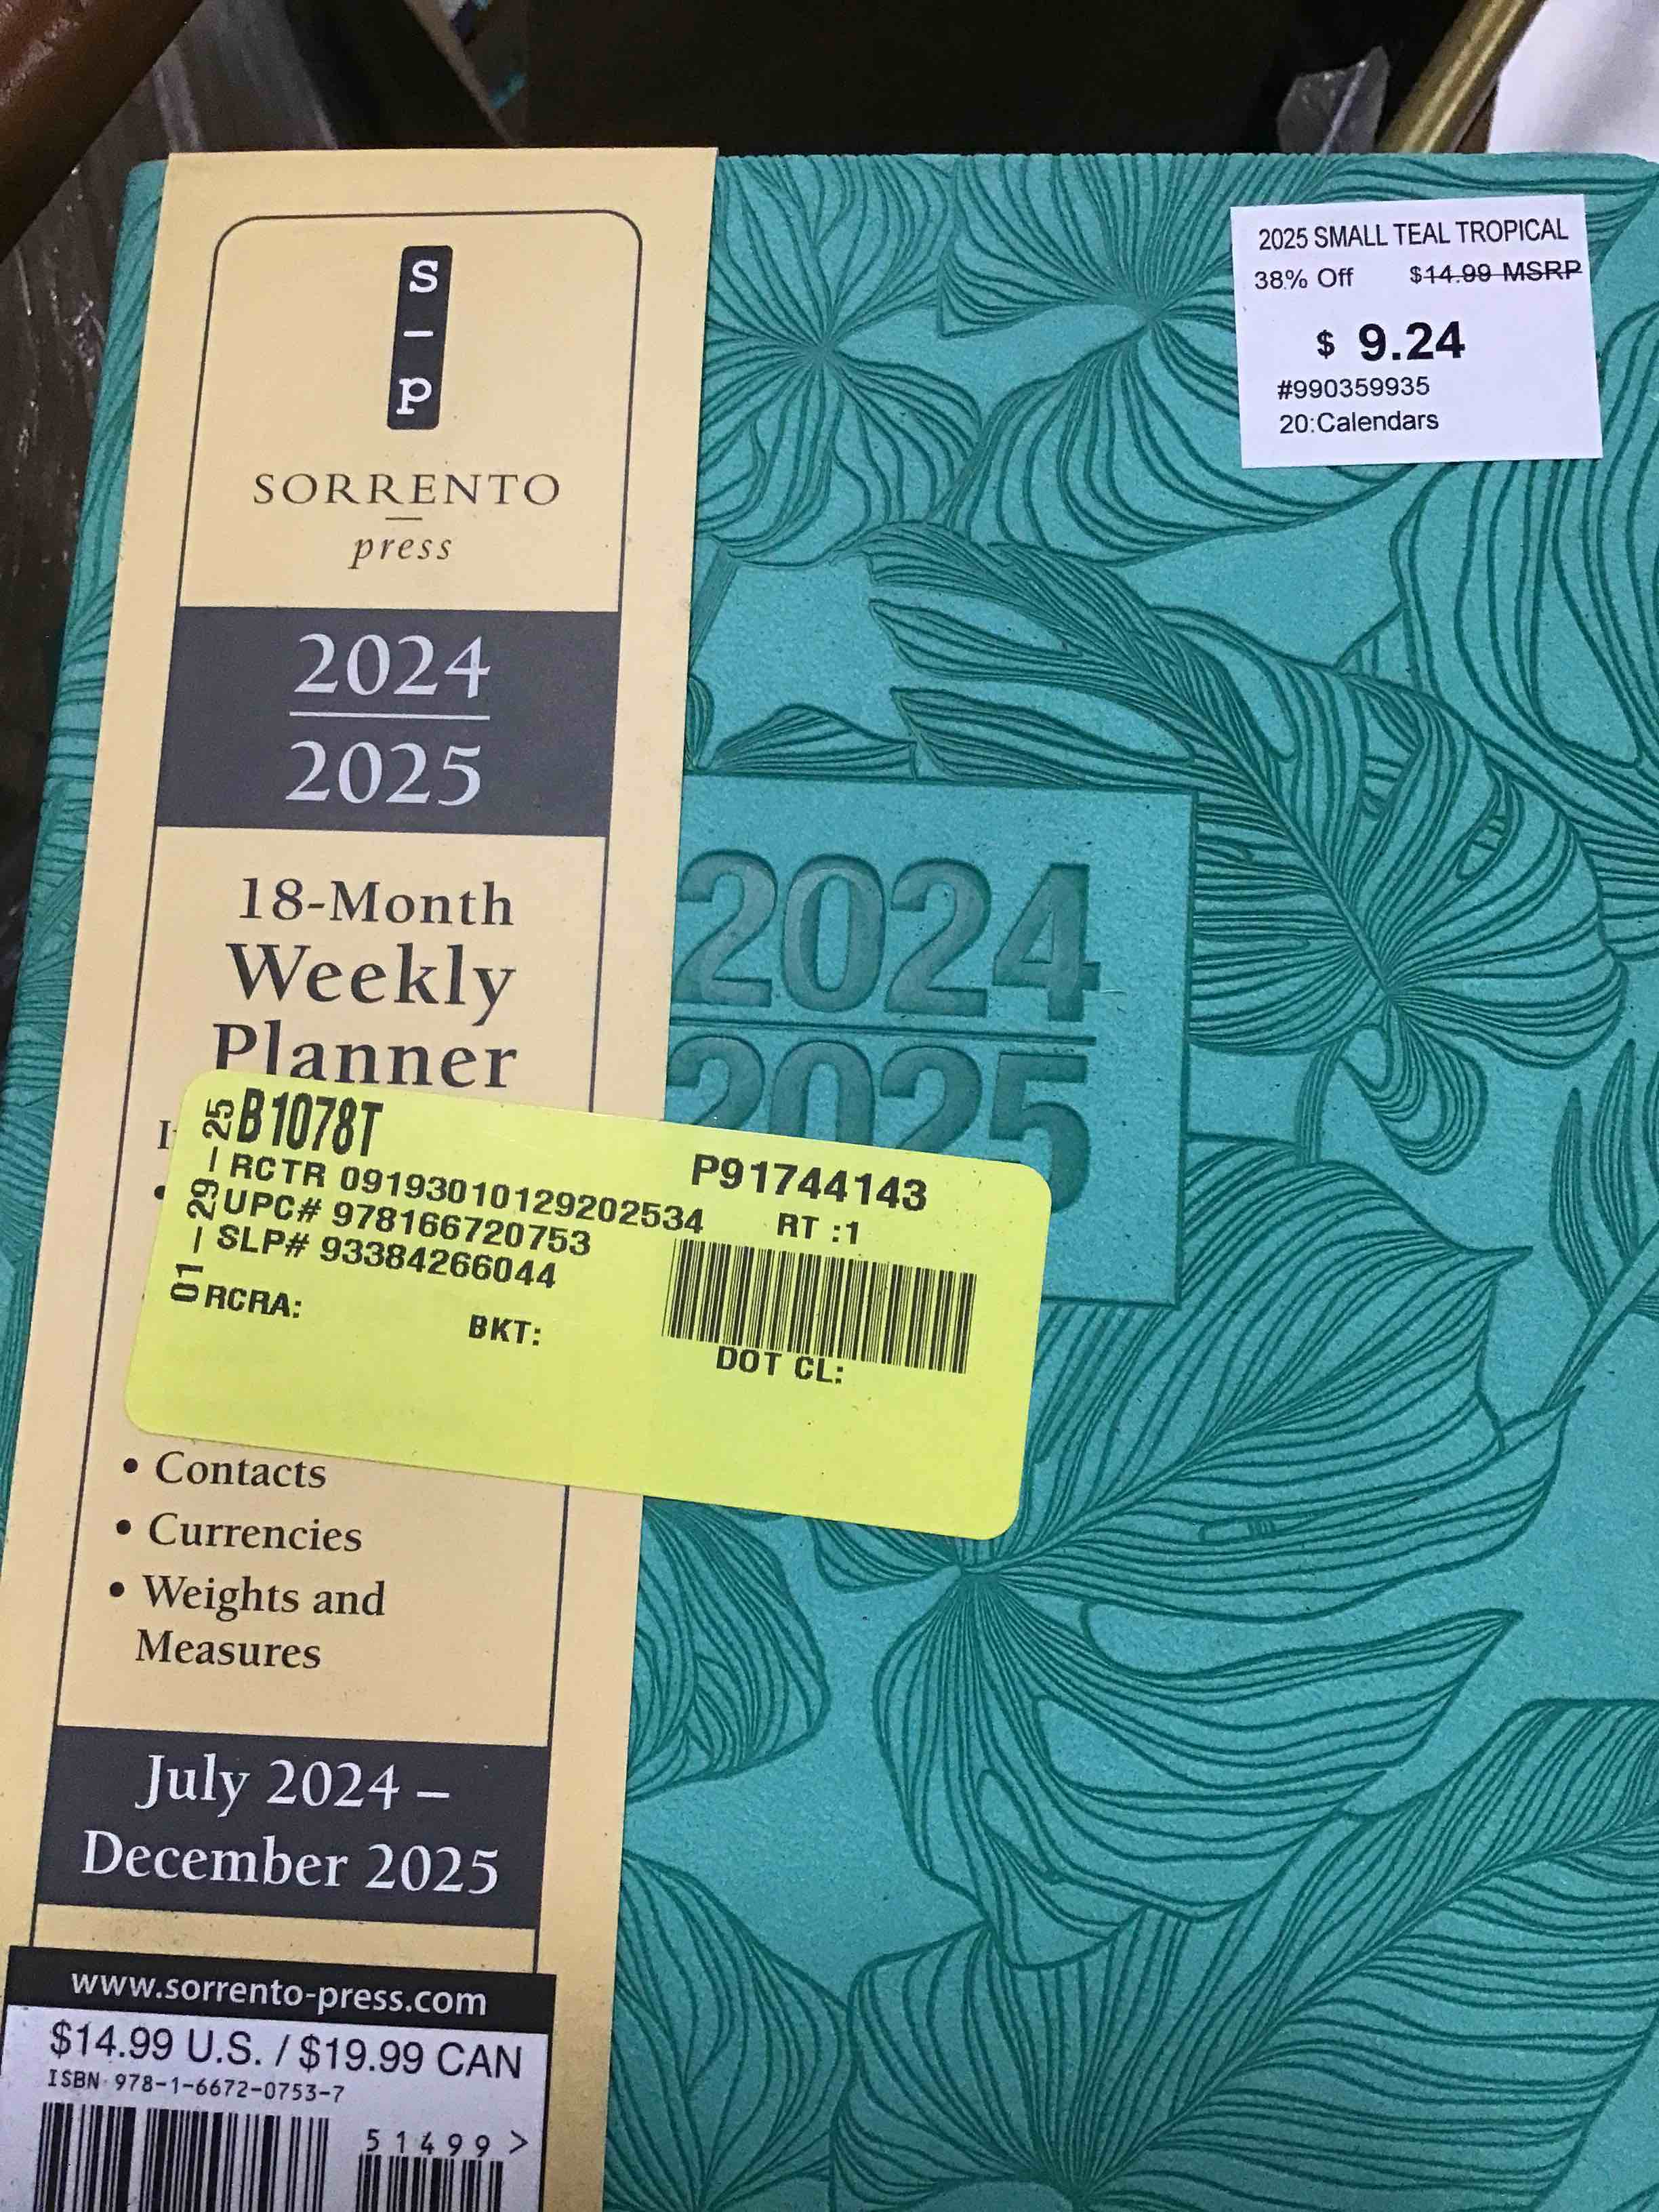 s
–
p
SORRENTO
—
press
2024
2025
18-Month
Weekly
Planner
• Contacts
• Currencies
• Weights and
Measures
July 2024 –
December 2025
www.sorrento-press.com
$14.99 U.S. / $19.99 CAN
ISBN 978-1-6672-0753-7
51499 >
2025 SMALL TEAL TROPICAL
38% Off $14.99 MSRP
$ 9.24
#990359935
20:Calendars
2024
2025
01 – 29 – 25
B1078T
P91744143
RCTR 09193010129202534
RT :1
UPC# 978166720753
SLP# 93384266044
RCRA:
BKT:
DOT CL: